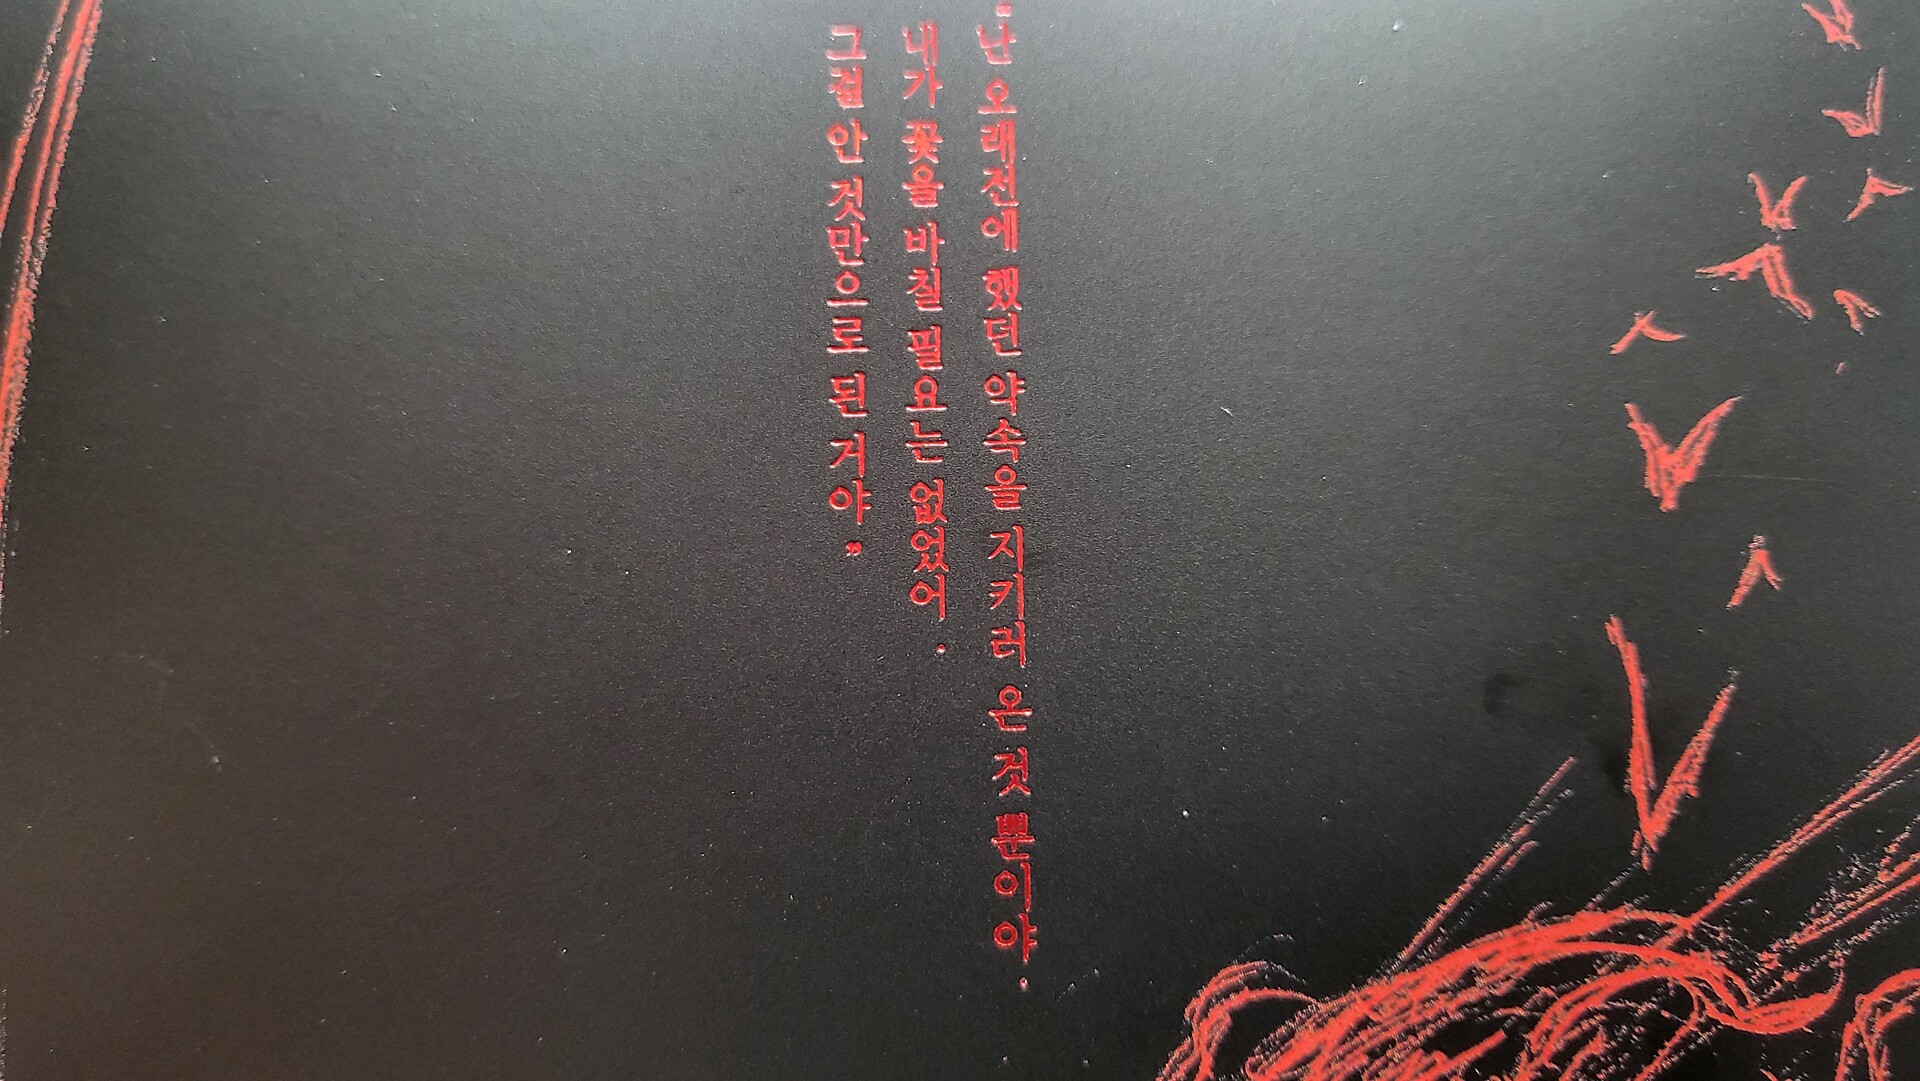 “난 오래전에 했던 약속을 지키러 온 것 뿐이야.
내가 꽃을 바칠 필요는 없었어.
그걸 안 것만으로 된 거야”